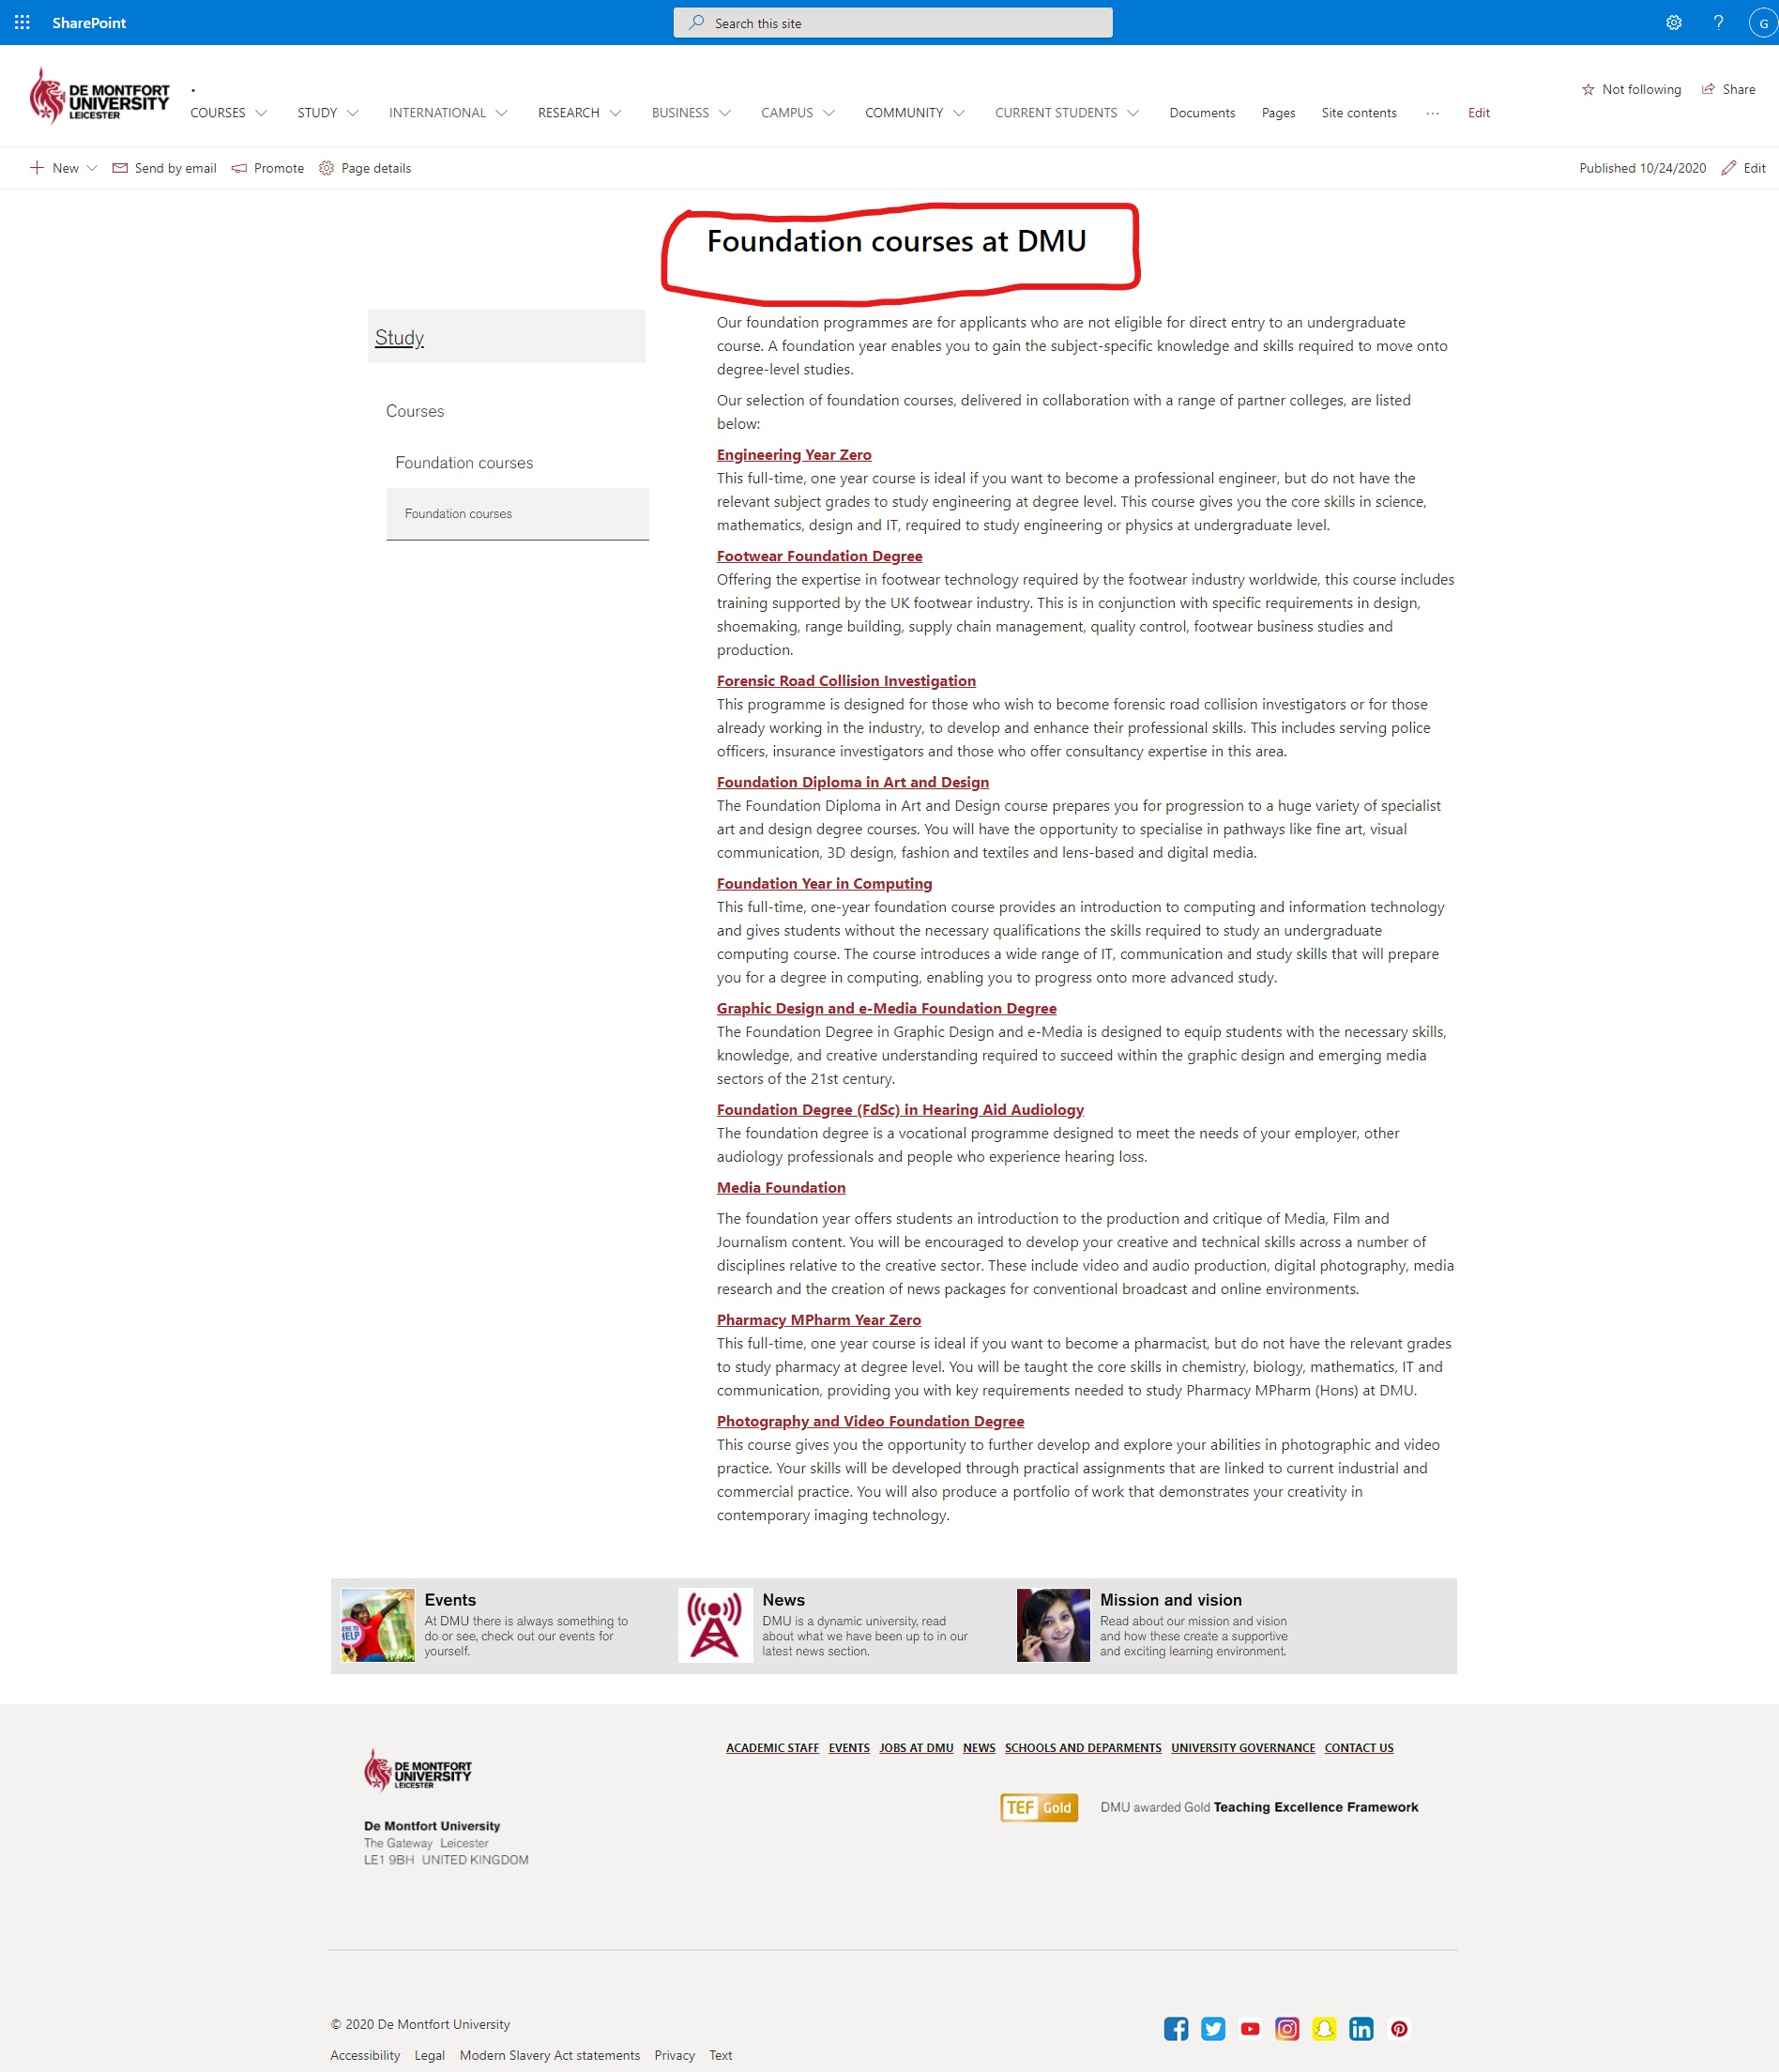 SharePoint
Search this site
G
DE MONTFORT
UNIVERSITY
LEICESTER
.
COURSES
STUDY
INTERNATIONAL
RESEARCH
BUSINESS
CAMPUS
COMMUNITY
CURRENT STUDENTS
Documents
Pages
Site contents
...
Edit
Not following
Share
New
Send by email
Promote
Page details
Published 10/24/2020
Edit
Foundation courses at DMU
Study
Courses
Foundation courses
Foundation courses
Our foundation programmes are for applicants who are not eligible for direct entry to an undergraduate
course. A foundation year enables you to gain the subject-specific knowledge and skills required to move onto
degree-level studies.
Our selection of foundation courses, delivered in collaboration with a range of partner colleges, are listed
below:
Engineering Year Zero
This full-time, one year course is ideal if you want to become a professional engineer, but do not have the
relevant subject grades to study engineering at degree level. This course gives you the core skills in science,
mathematics, design and IT, required to study engineering or physics at undergraduate level.
Footwear Foundation Degree
Offering the expertise in footwear technology required by the footwear industry worldwide, this course includes
training supported by the UK footwear industry. This is in conjunction with specific requirements in design,
shoemaking, range building, supply chain management, quality control, footwear business studies and
production.
Forensic Road Collision Investigation
This programme is designed for those who wish to become forensic road collision investigators or for those
already working in the industry, to develop and enhance their professional skills. This includes serving police
officers, insurance investigators and those who offer consultancy expertise in this area.
Foundation Diploma in Art and Design
The Foundation Diploma in Art and Design course prepares you for progression to a huge variety of specialist
art and design degree courses. You will have the opportunity to specialise in pathways like fine art, visual
communication, 3D design, fashion and textiles and lens-based and digital media.
Foundation Year in Computing
This full-time, one-year foundation course provides an introduction to computing and information technology
and gives students without the necessary qualifications the skills required to study an undergraduate
computing course. The course introduces a wide range of IT, communication and study skills that will prepare
you for a degree in computing, enabling you to progress onto more advanced study.
Graphic Design and e-Media Foundation Degree
The Foundation Degree in Graphic Design and e-Media is designed to equip students with the necessary skills,
knowledge, and creative understanding required to succeed within the graphic design and emerging media
sectors of the 21st century.
Foundation Degree (FdSc) in Hearing Aid Audiology
The foundation degree is a vocational programme designed to meet the needs of your employer, other
audiology professionals and people who experience hearing loss.
Media Foundation
The foundation year offers students an introduction to the production and critique of Media, Film and
Journalism content. You will be encouraged to develop your creative and technical skills across a number of
disciplines relative to the creative sector. These include video and audio production, digital photography, media
research and the creation of news packages for conventional broadcast and online environments.
Pharmacy MPharm Year Zero
This full-time, one year course is ideal if you want to become a pharmacist, but do not have the relevant grades
to study pharmacy at degree level. You will be taught the core skills in chemistry, biology, mathematics, IT and
communication, providing you with key requirements needed to study Pharmacy MPharm (Hons) at DMU.
Photography and Video Foundation Degree
This course gives you the opportunity to further develop and explore your abilities in photographic and video
practice. Your skills will be developed through practical assignments that are linked to current industrial and
commercial practice. You will also produce a portfolio of work that demonstrates your creativity in
contemporary imaging technology.
HELP
Events
At DMU there is always something to
do or see, check out our events for
yourself.
News
DMU is a dynamic university, read
about what we have been up to in our
latest news section.
Mission and vision
Read about our mission and vision
and how these create a supportive
and exciting learning environment.
DE MONTFORT
UNIVERSITY
LEICESTER
De Montfort University
The Gateway Leicester
LE1 9BH UNITED KINGDOM
ACADEMIC STAFF EVENTS JOBS AT DMU NEWS SCHOOLS AND DEPARMENTS UNIVERSITY GOVERNANCE CONTACT US
TEF Gold
DMU awarded Gold Teaching Excellence Framework
© 2020 De Montfort University
Accessibility Legal Modern Slavery Act statements Privacy Text